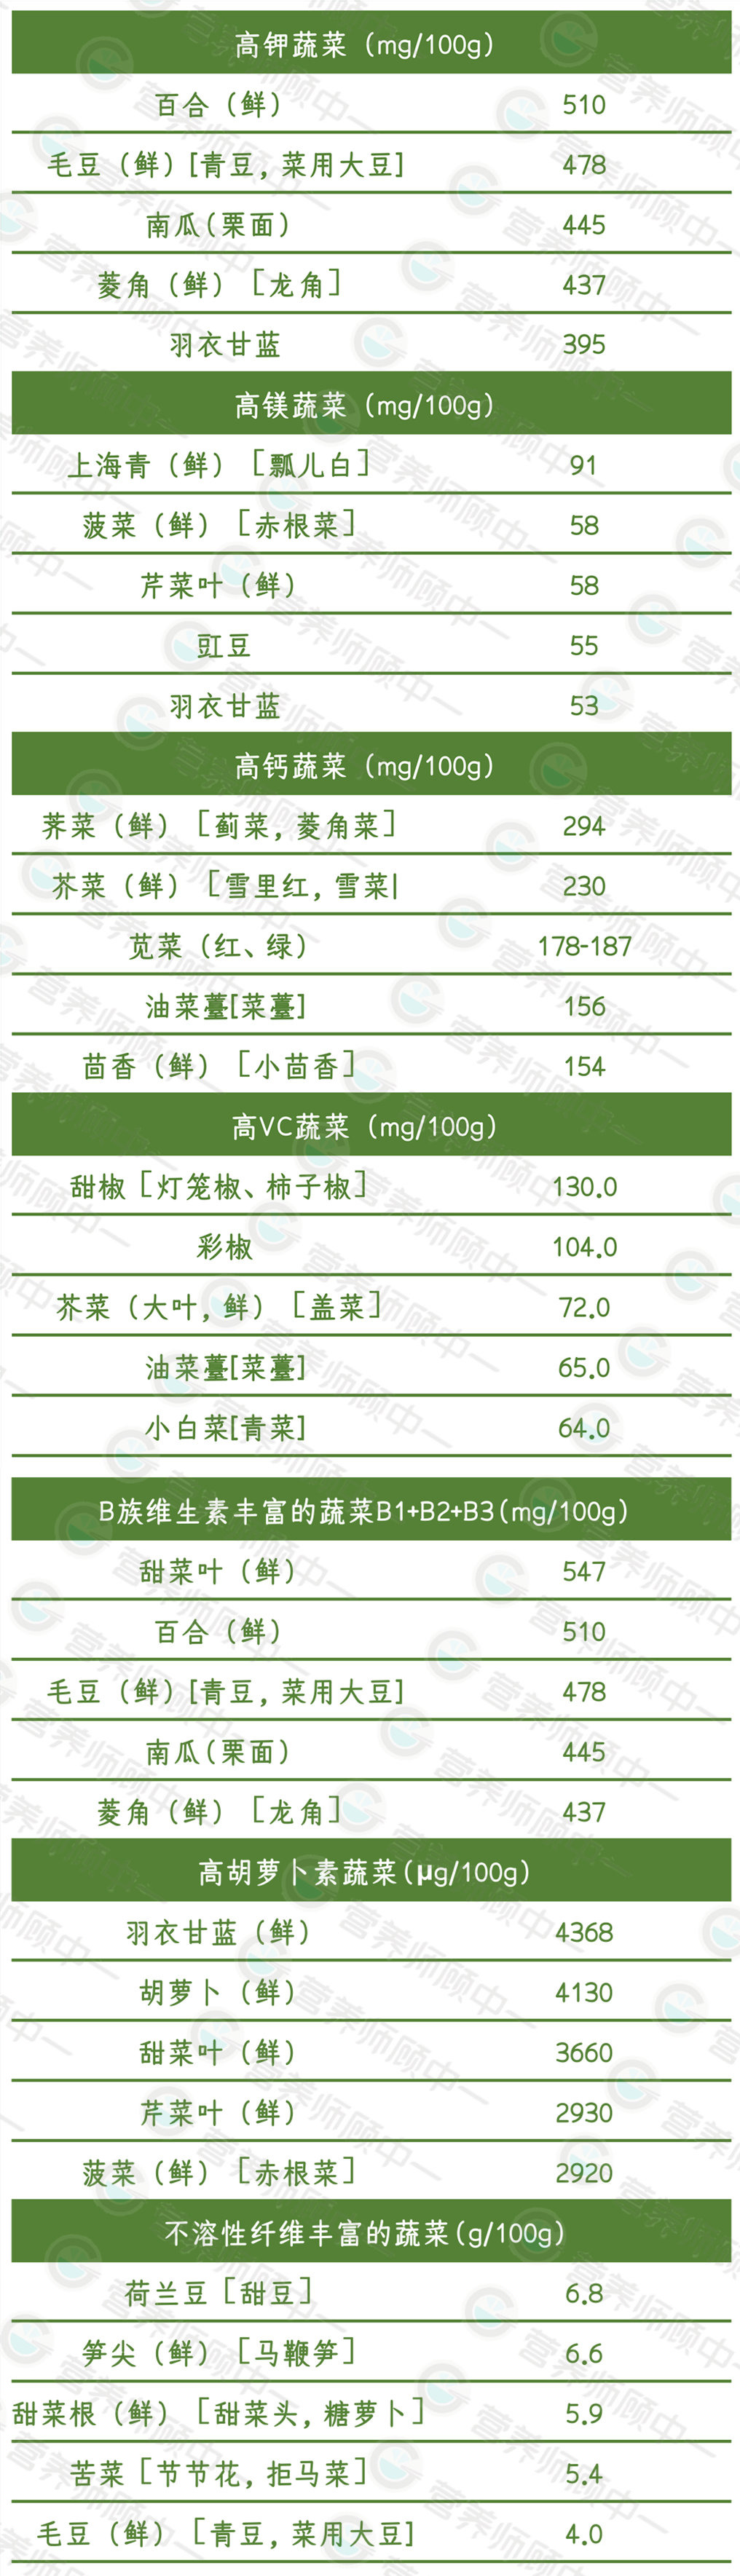 高钾蔬菜（mg/100g）
百合（鲜） 510
毛豆（鲜）[青豆，菜用大豆] 478
南瓜(栗面） 445
菱角（鲜）［龙角］ 437
羽衣甘蓝 395
高镁蔬菜（mg/100g）
上海青（鲜）［瓢儿白］ 91
菠菜（鲜）［赤根菜］ 58
芹菜叶（鲜） 58
豇豆 55
羽衣甘蓝 53
高钙蔬菜（mg/100g）
荠菜（鲜）［蓟菜，菱角菜］ 294
芥菜（鲜）［雪里红，雪菜| 230
苋菜（红、绿） 178-187
油菜薹[菜薹] 156
茴香（鲜）［小茴香］ 154
高VC蔬菜（mg/100g）
甜椒［灯笼椒、柿子椒］ 130.0
彩椒 104.0
芥菜（大叶，鲜）［盖菜］ 72.0
油菜薹[菜薹] 65.0
小白菜[青菜] 64.0
B族维生素丰富的蔬菜B1+B2+B3(mg/100g)
甜菜叶（鲜） 547
百合（鲜） 510
毛豆（鲜）[青豆，菜用大豆] 478
南瓜(栗面） 445
菱角（鲜）［龙角］ 437
高胡萝卜素蔬菜(μg/100g)
羽衣甘蓝（鲜） 4368
胡萝卜（鲜） 4130
甜菜叶（鲜） 3660
芹菜叶（鲜） 2930
菠菜（鲜）［赤根菜］ 2920
不溶性纤维丰富的蔬菜(g/100g)
荷兰豆［甜豆］ 6.8
笋尖（鲜）［马鞭笋］ 6.6
甜菜根（鲜）［甜菜头，糖萝卜］ 5.9
苦菜［节节花，拒马菜］ 5.4
毛豆（鲜）［青豆，菜用大豆] 4.0
营养师顾中一